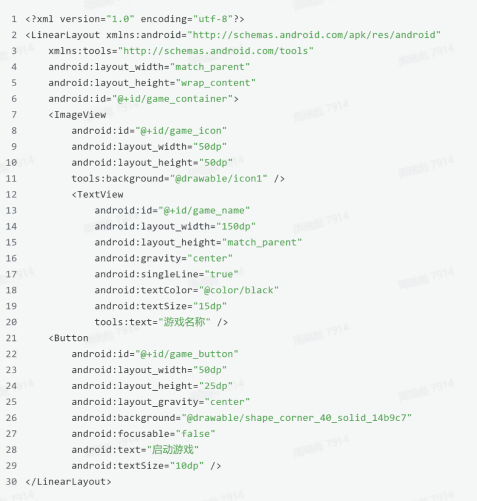 1 <?xml version="1.0" encoding="utf-8"?>
2 <LinearLayout xmlns:android="http://schemas.android.com/apk/res/android"
3     xmlns:tools="http://schemas.android.com/tools"
4     android:layout_width="match_parent"
5     android:layout_height="wrap_content"
6     android:id="@+id/game_container">
7     <ImageView
8         android:id="@+id/game_icon"
9         android:layout_width="50dp"
10         android:layout_height="50dp"
11         tools:background="@drawable/icon1" />
12         <TextView
13             android:id="@+id/game_name"
14             android:layout_width="150dp"
15             android:layout_height="match_parent"
16             android:gravity="center"
17             android:singleLine="true"
18             android:textColor="@color/black"
19             android:textSize="15dp"
20             tools:text="游戏名称" />
21     <Button
22         android:id="@+id/game_button"
23         android:layout_width="50dp"
24         android:layout_height="25dp"
25         android:layout_gravity="center"
26         android:background="@drawable/shape_corner_40_solid_14b9c7"
27         android:focusable="false"
28         android:text="启动游戏"
29         android:textSize="10dp" />
30 </LinearLayout>